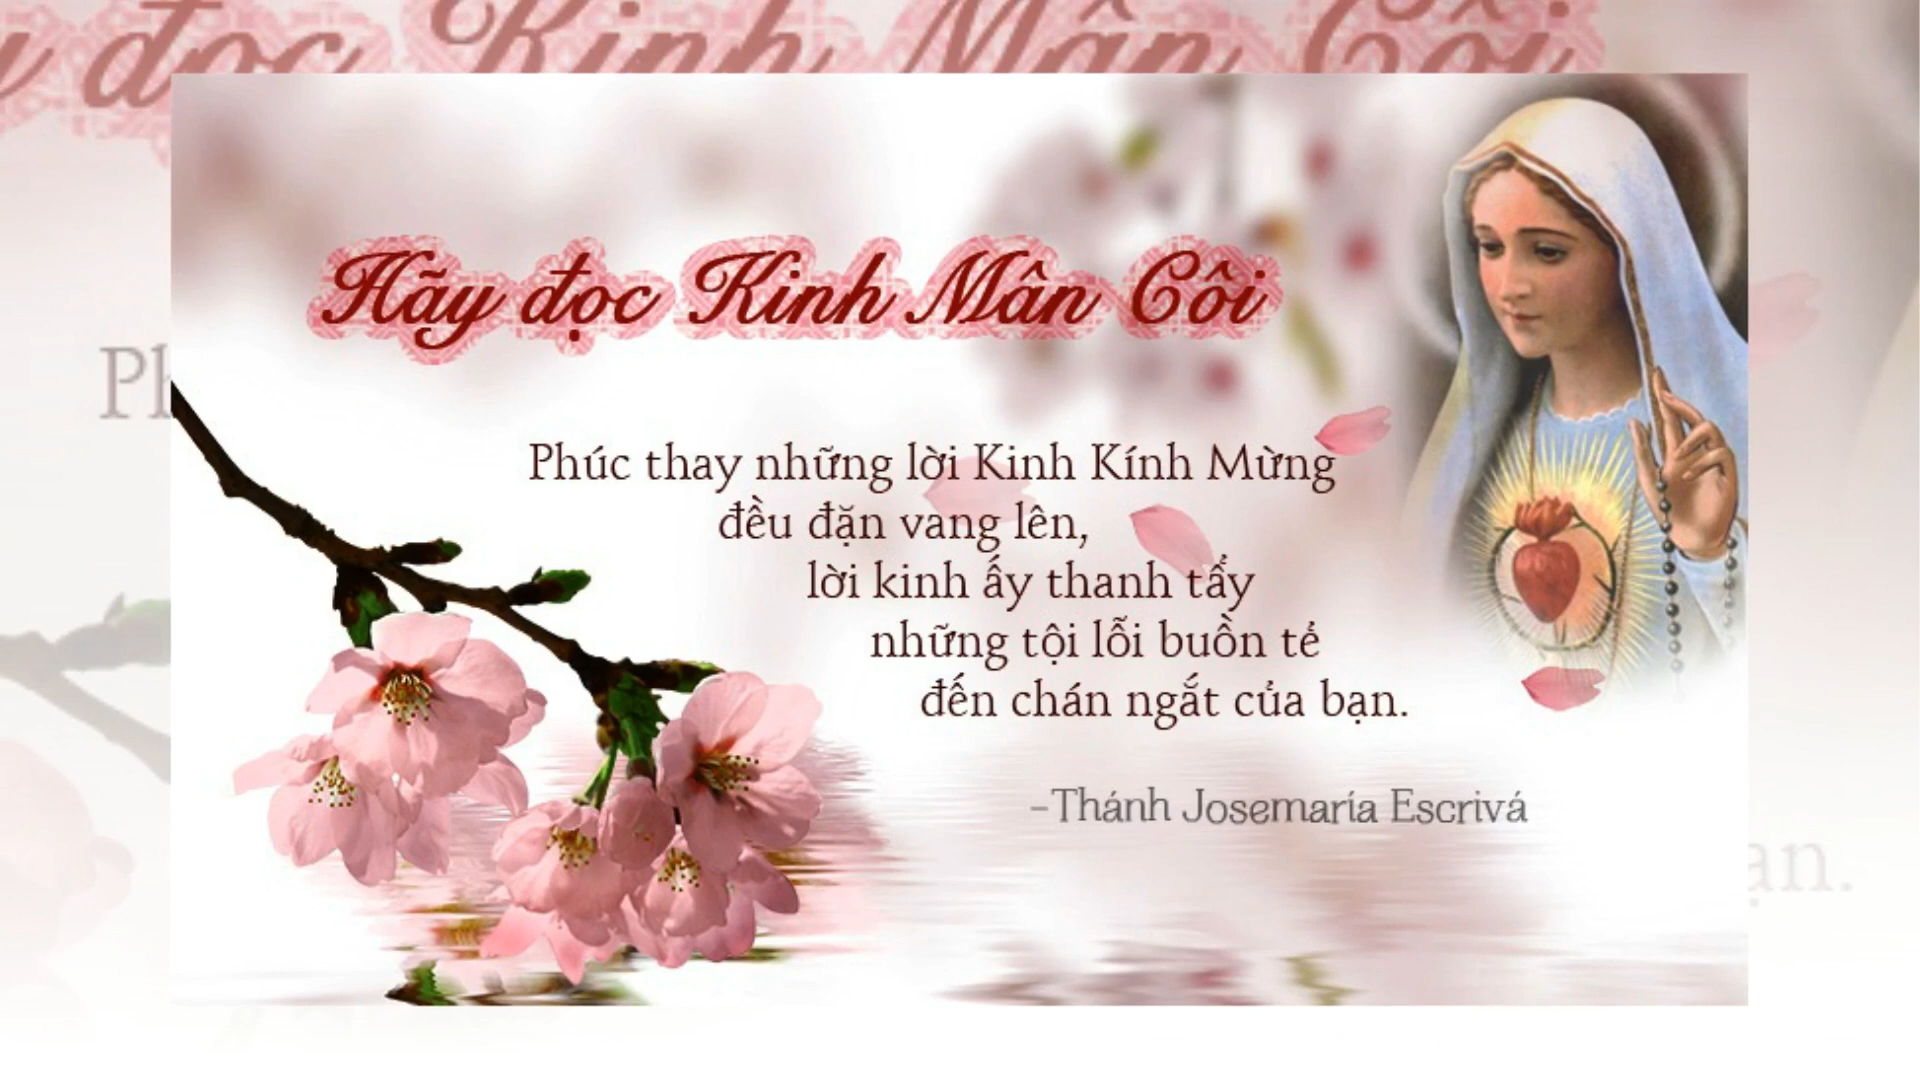 Hãy đọc Kinh Mân Côi
Phúc thay những lời Kinh Kính Mừng
đều đặn vang lên,
lời kinh ấy thanh tẩy
những tội lỗi buồn tẻ
đến chán ngắt của bạn.
-Thánh Josemaría Escrivá